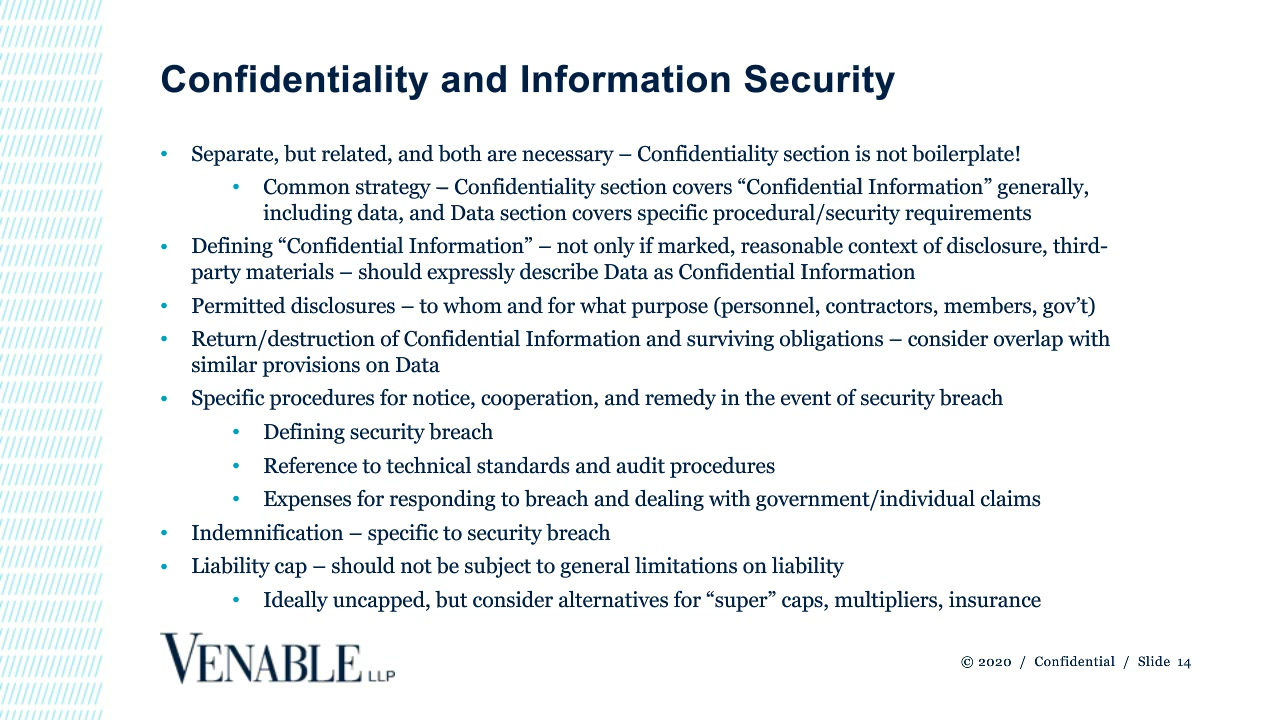 Confidentiality and Information Security
• Separate, but related, and both are necessary – Confidentiality section is not boilerplate!
• Common strategy – Confidentiality section covers “Confidential Information” generally,
including data, and Data section covers specific procedural/security requirements
• Defining “Confidential Information” – not only if marked, reasonable context of disclosure, third-
party materials – should expressly describe Data as Confidential Information
• Permitted disclosures – to whom and for what purpose (personnel, contractors, members, gov’t)
• Return/destruction of Confidential Information and surviving obligations – consider overlap with
similar provisions on Data
• Specific procedures for notice, cooperation, and remedy in the event of security breach
• Defining security breach
• Reference to technical standards and audit procedures
• Expenses for responding to breach and dealing with government/individual claims
• Indemnification – specific to security breach
• Liability cap – should not be subject to general limitations on liability
• Ideally uncapped, but consider alternatives for “super” caps, multipliers, insurance
VENABLE LLP
© 2020 / Confidential / Slide 14